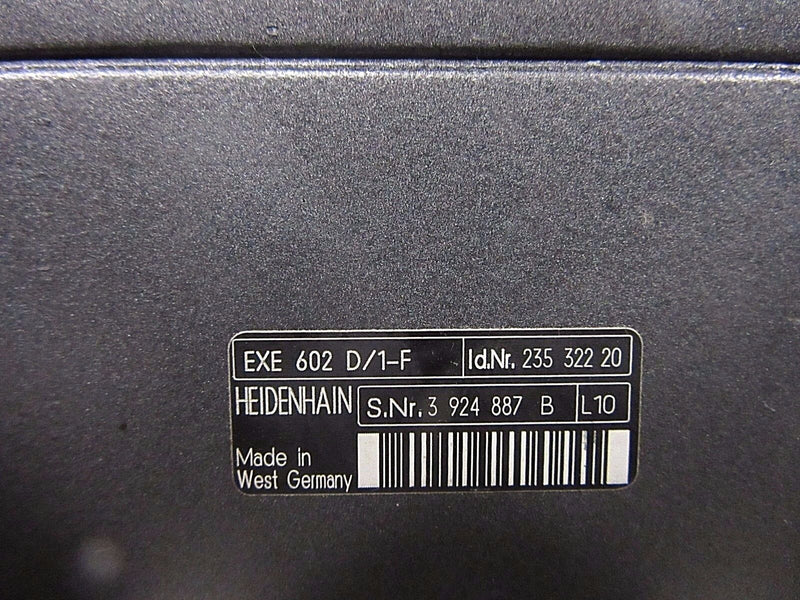 EXE 602 D/1-F Id.Nr. 235 322 20
HEIDENHAIN S.Nr. 3 924 887 B L10
Made in
West Germany